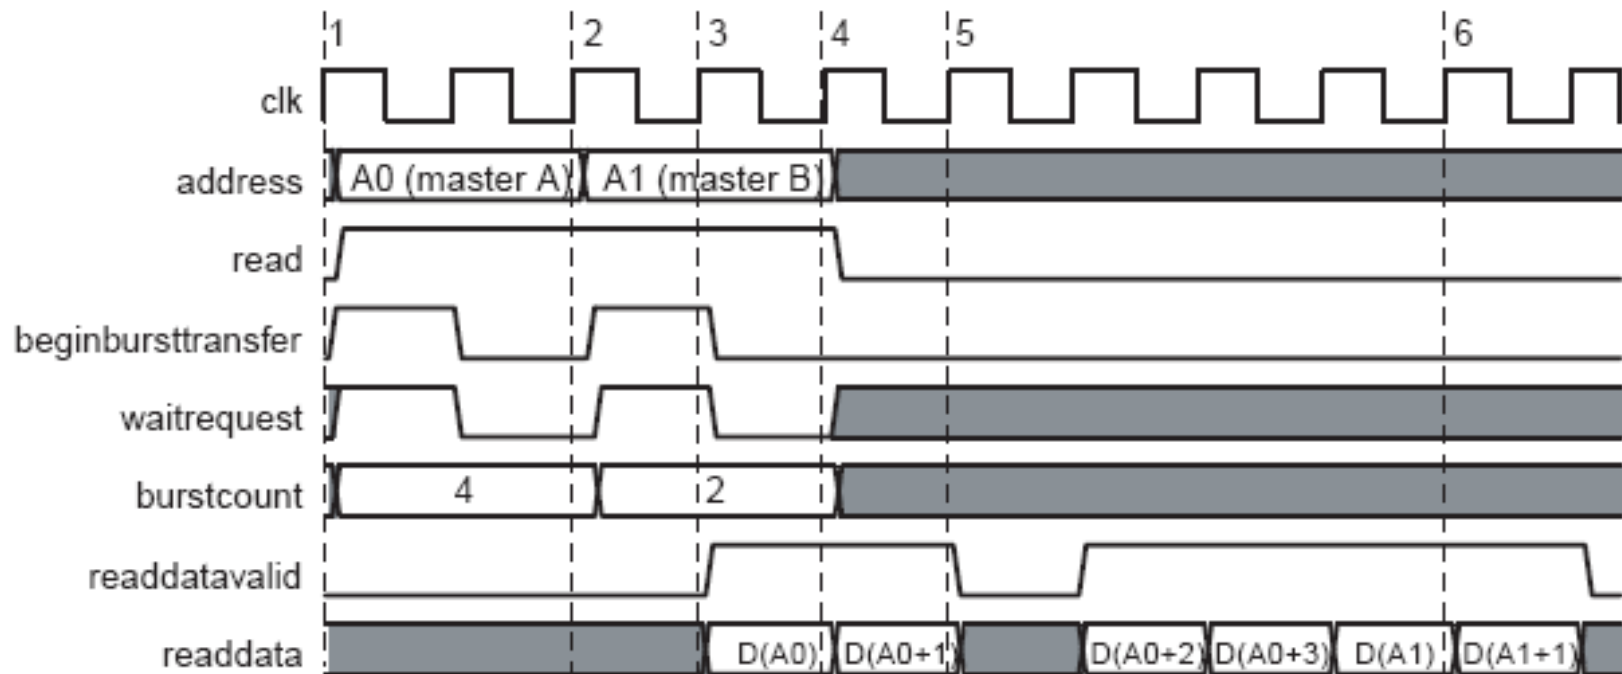 1 2 3 4 5 6
clk
address A0 (master A) A1 (master B)
read
beginbursttransfer
waitrequest
burstcount 4 2
readdatavalid
readdata D(A0) D(A0+1) D(A0+2) D(A0+3) D(A1) D(A1+1)